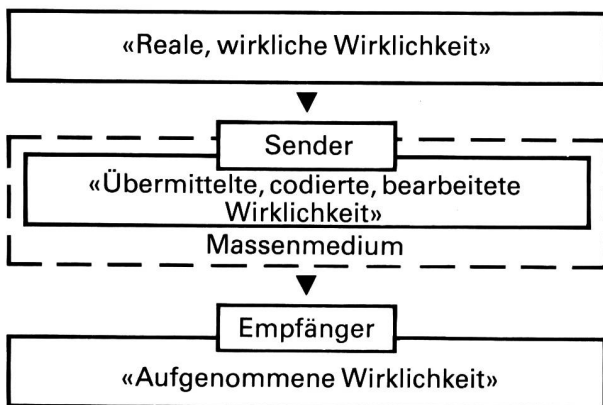 «Reale, wirkliche Wirklichkeit»
Sender
«Übermittelte, codierte, bearbeitete
Wirklichkeit»
Massenmedium
Empfänger
«Aufgenommene Wirklichkeit»